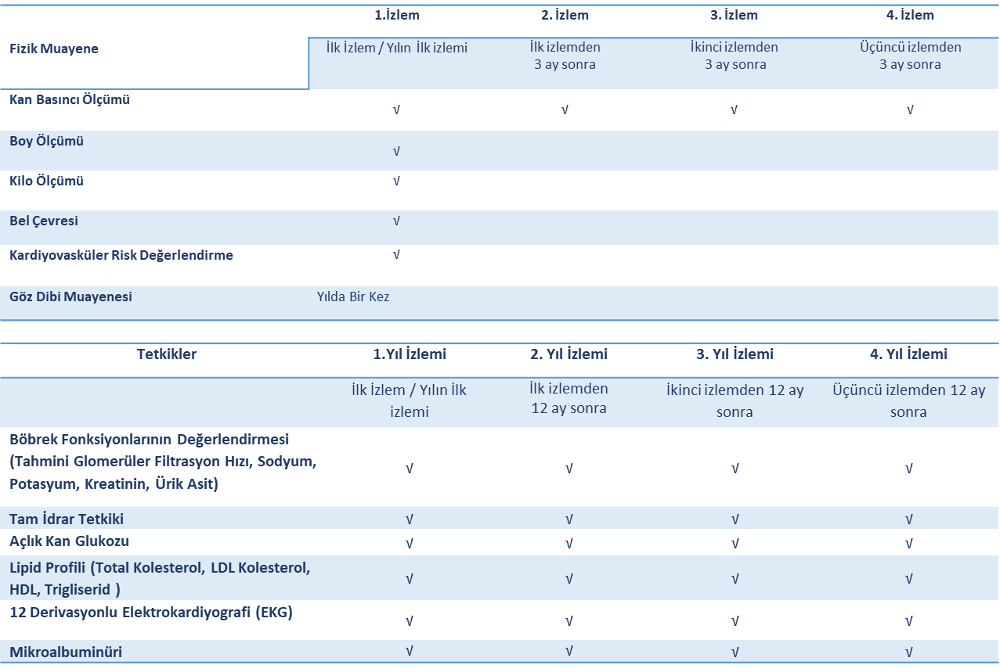 1.İzlem 2. İzlem 3. İzlem 4. İzlem
Fizik Muayene İlk İzlem / Yılın İlk izlemi İlk izlemden İkinci izlemden Üçüncü izlemden
3 ay sonra 3 ay sonra 3 ay sonra
Kan Basıncı Ölçümü
√ √ √ √
Boy Ölçümü
√
Kilo Ölçümü √
Bel Çevresi √
Kardiyovasküler Risk Değerlendirme √
Göz Dibi Muayenesi Yılda Bir Kez
Tetkikler 1.Yıl İzlemi 2. Yıl İzlemi 3. Yıl İzlemi 4. Yıl İzlemi
İlk İzlem / Yılın İlk İlk izlemden İkinci izlemden 12 ay Üçüncü izlemden 12 ay
izlemi 12 ay sonra sonra sonra
Böbrek Fonksiyonlarının Değerlendirmesi
(Tahmini Glomerüler Filtrasyon Hızı, Sodyum, √ √ √ √
Potasyum, Kreatinin, Ürik Asit)
Tam İdrar Tetkiki √ √ √ √
Açlık Kan Glukozu √ √ √ √
Lipid Profili (Total Kolesterol, LDL Kolesterol, √ √ √ √
HDL, Trigliserid )
12 Derivasyonlu Elektrokardiyografi (EKG)
√ √ √ √
Mikroalbuminüri √ √ √ √